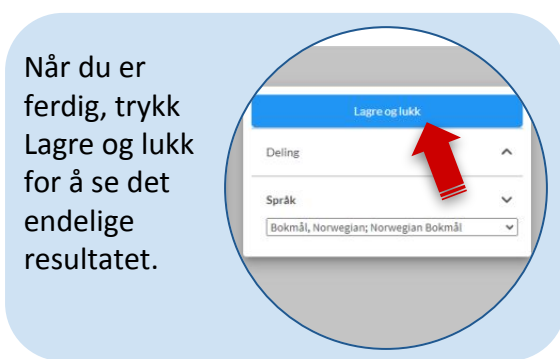 Når du er
ferdig, trykk
Lagre og lukk
for å se det
endelige
resultatet.
Lagre og lukk
Deling
Språk
Bokmål, Norwegian; Norwegian Bokmål